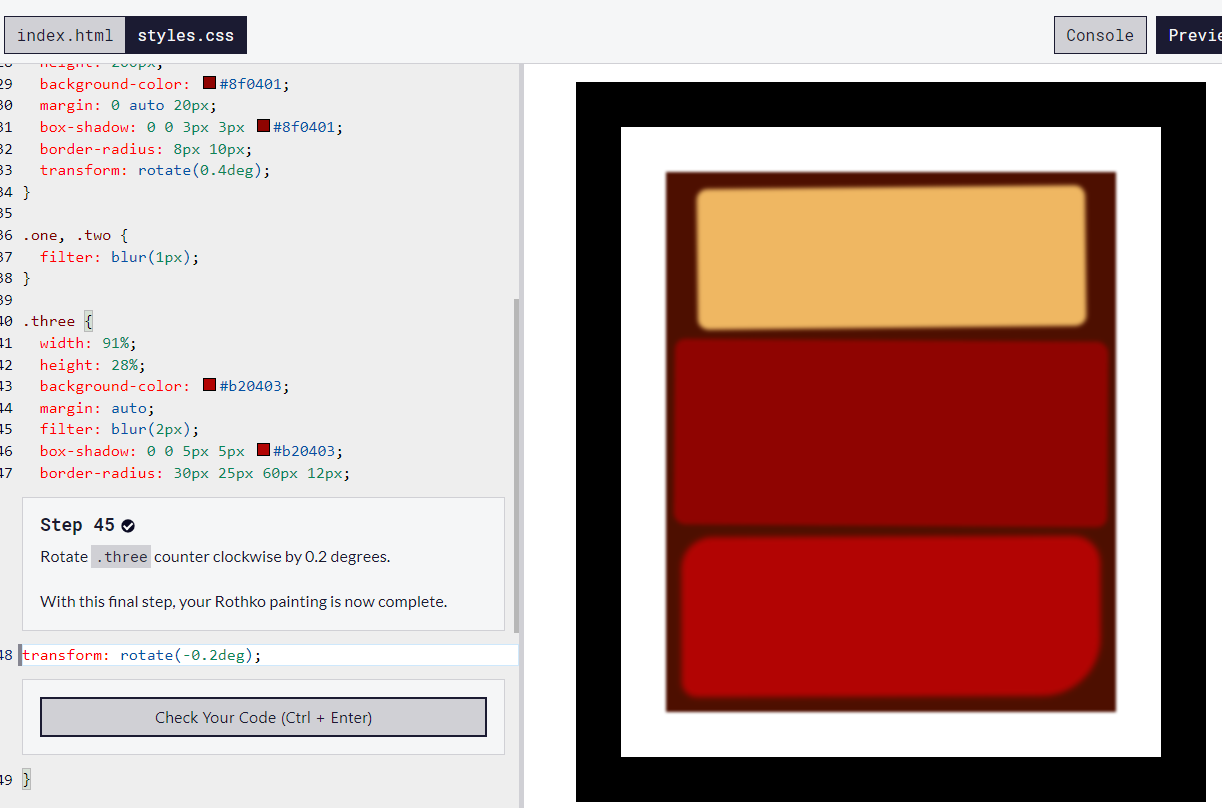 index.html styles.css Console Previe
height: 200px;
29 background-color: #8f0401;
30 margin: 0 auto 20px;
31 box-shadow: 0 0 3px 3px #8f0401;
32 border-radius: 8px 10px;
33 transform: rotate(0.4deg);
34 }
35
36 .one, .two {
37 filter: blur(1px);
38 }
39
40 .three {
41 width: 91%;
42 height: 28%;
43 background-color: #b20403;
44 margin: auto;
45 filter: blur(2px);
46 box-shadow: 0 0 5px 5px #b20403;
47 border-radius: 30px 25px 60px 12px;
Step 45
Rotate .three counter clockwise by 0.2 degrees.
With this final step, your Rothko painting is now complete.
48 transform: rotate(-0.2deg);
Check Your Code (Ctrl + Enter)
49 }